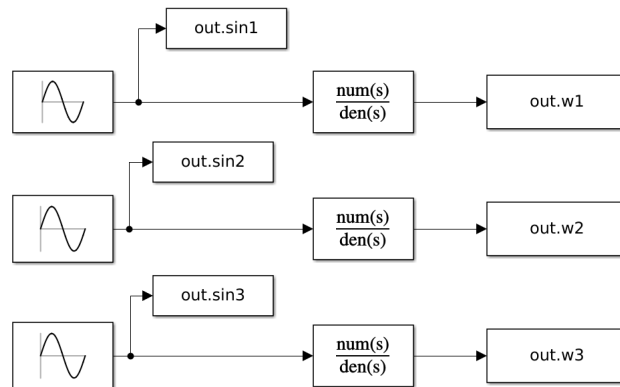 out.sin1
num(s)
den(s)
out.w1
out.sin2
num(s)
den(s)
out.w2
out.sin3
num(s)
den(s)
out.w3